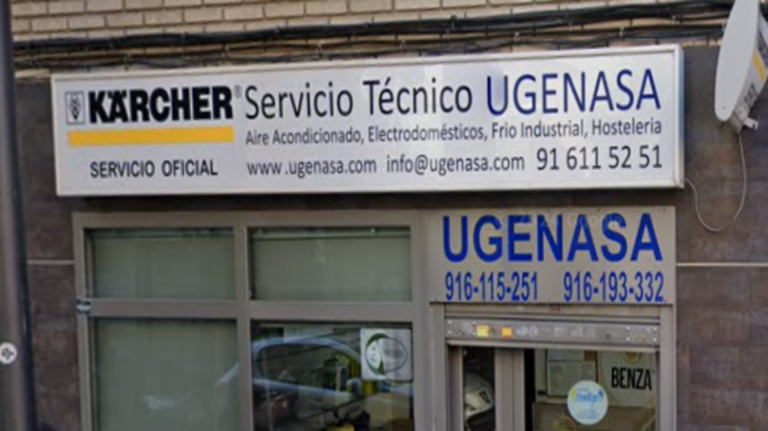 KÄRCHER® Servicio Técnico UGENASA
Aire Acondicionado, Electrodomésticos, Frio Industrial, Hosteleria
SERVICIO OFICIAL www.ugenasa.com info@ugenasa.com 91 611 52 51
UGENASA
916-115-251 916-193-332
BENZA